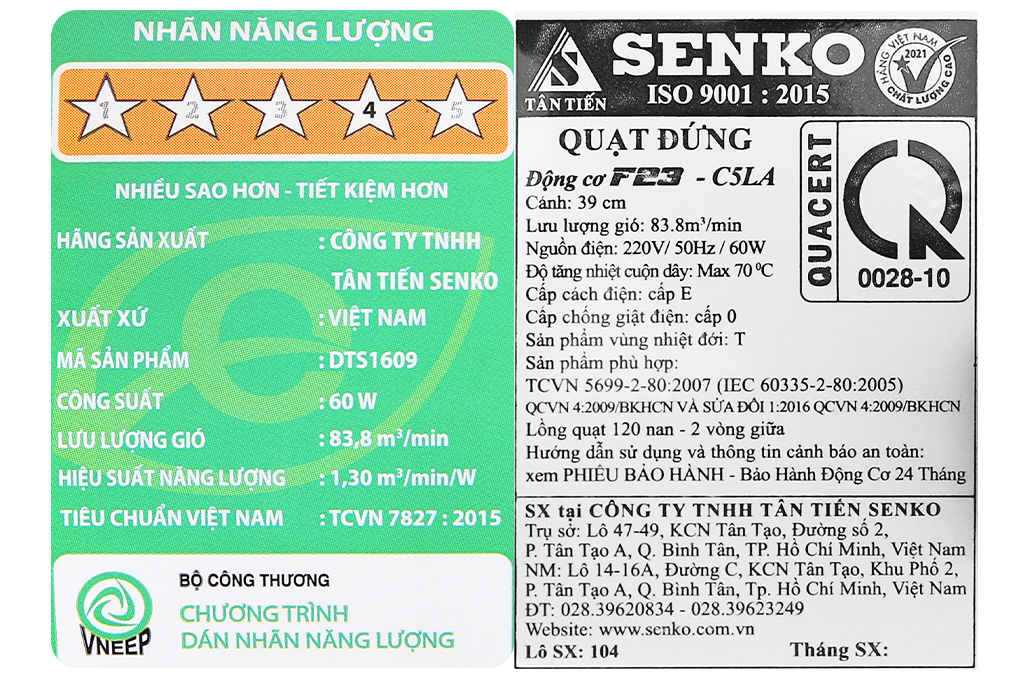 NHÃN NĂNG LƯỢNG
1 2 3 4 5
NHIỀU SAO HƠN - TIẾT KIỆM HƠN
HÃNG SẢN XUẤT : CÔNG TY TNHH
TÂN TIẾN SENKO
XUẤT XỨ : VIỆT NAM
MÃ SẢN PHẨM : DTS1609
CÔNG SUẤT : 60 W
LƯU LƯỢNG GIÓ : 83,8 m³/min
HIỆU SUẤT NĂNG LƯỢNG : 1,30 m³/min/W
TIÊU CHUẨN VIỆT NAM : TCVN 7827 : 2015
VNEEP
BỘ CÔNG THƯƠNG
CHƯƠNG TRÌNH
DÁN NHÃN NĂNG LƯỢNG
TÂN TIẾN
SENKO
ISO 9001 : 2015
HÀNG VIỆT NAM
2021
CHẤT LƯỢNG CAO
QUẠT ĐỨNG
Động cơ F23 - C5LA
Cánh: 39 cm
Lưu lượng gió: 83.8m³/min
Nguồn điện: 220V/ 50Hz / 60W
Độ tăng nhiệt cuộn dây: Max 70 ⁰C
Cấp cách điện: cấp E
Cấp chống giật điện: cấp 0
Sản phẩm vùng nhiệt đới: T
Sản phẩm phù hợp:
TCVN 5699-2-80:2007 (IEC 60335-2-80:2005)
QCVN 4:2009/BKHCN VÀ SỬA ĐỔI 1:2016 QCVN 4:2009/BKHCN
Lồng quạt 120 nan - 2 vòng giữa
Hướng dẫn sử dụng và thông tin cảnh báo an toàn:
xem PHIẾU BẢO HÀNH - Bảo Hành Động Cơ 24 Tháng
QUACERT
0028-10
SX tại CÔNG TY TNHH TÂN TIẾN SENKO
Trụ sở: Lô 47-49, KCN Tân Tạo, Đường số 2,
P. Tân Tạo A, Q. Bình Tân, TP. Hồ Chí Minh, Việt Nam
NM: Lô 14-16A, Đường C, KCN Tân Tạo, Khu Phố 2,
P. Tân Tạo A, Q. Bình Tân, Tp. Hồ Chí Minh, Việt Nam
ĐT: 028.39620834 - 028.39623249
Website: www.senko.com.vn
Lô SX: 104 Tháng SX: